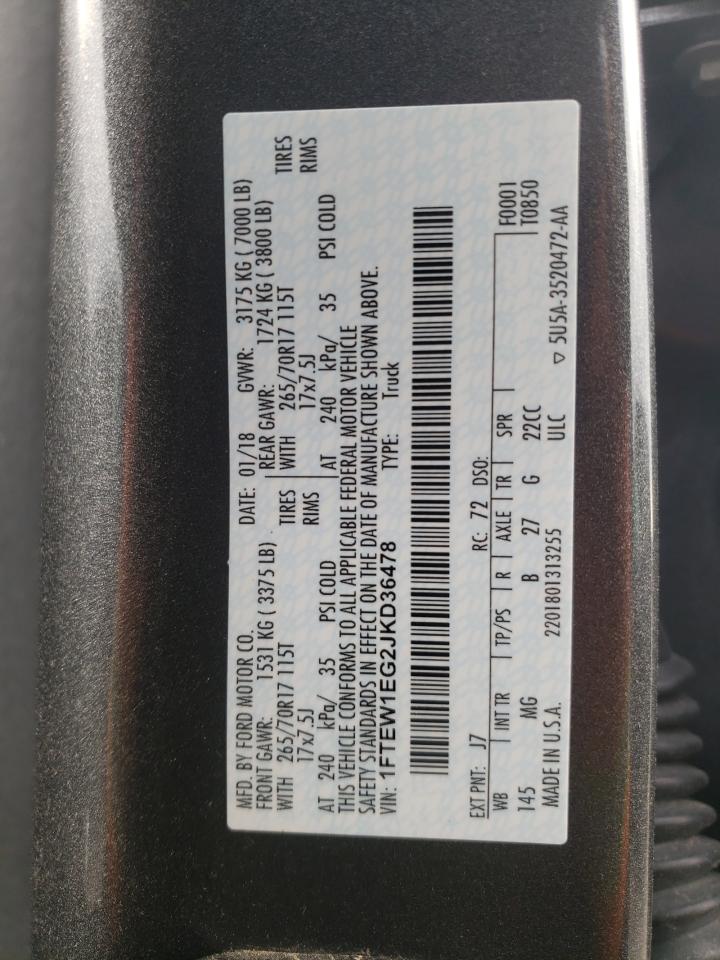 MFD. BY FORD MOTOR CO.
DATE: 01/18 GVWR: 3175 KG ( 7000 LB)
FRONT GAWR: 1531 KG ( 3375 LB) REAR GAWR: 1724 KG ( 3800 LB)
WITH 265/70R17 115T TIRES WITH 265/70R17 115T TIRES
17x7.5J RIMS 17x7.5J RIMS
AT 240 kPa/ 35 PSI COLD AT 240 kPa/ 35 PSI COLD
THIS VEHICLE CONFORMS TO ALL APPLICABLE FEDERAL MOTOR VEHICLE
SAFETY STANDARDS IN EFFECT ON THE DATE OF MANUFACTURE SHOWN ABOVE.
VIN: 1FTEW1EG2JKD36478 TYPE: Truck
EXT PNT: J7 RC: 72 DSO: F0001
WB INT TR TP/PS R AXLE TR SPR T0850
145 MG B 27 G 22CC
MADE IN U.S.A. 2201801313255 ULC ▽ 5U5A-3520472-AA